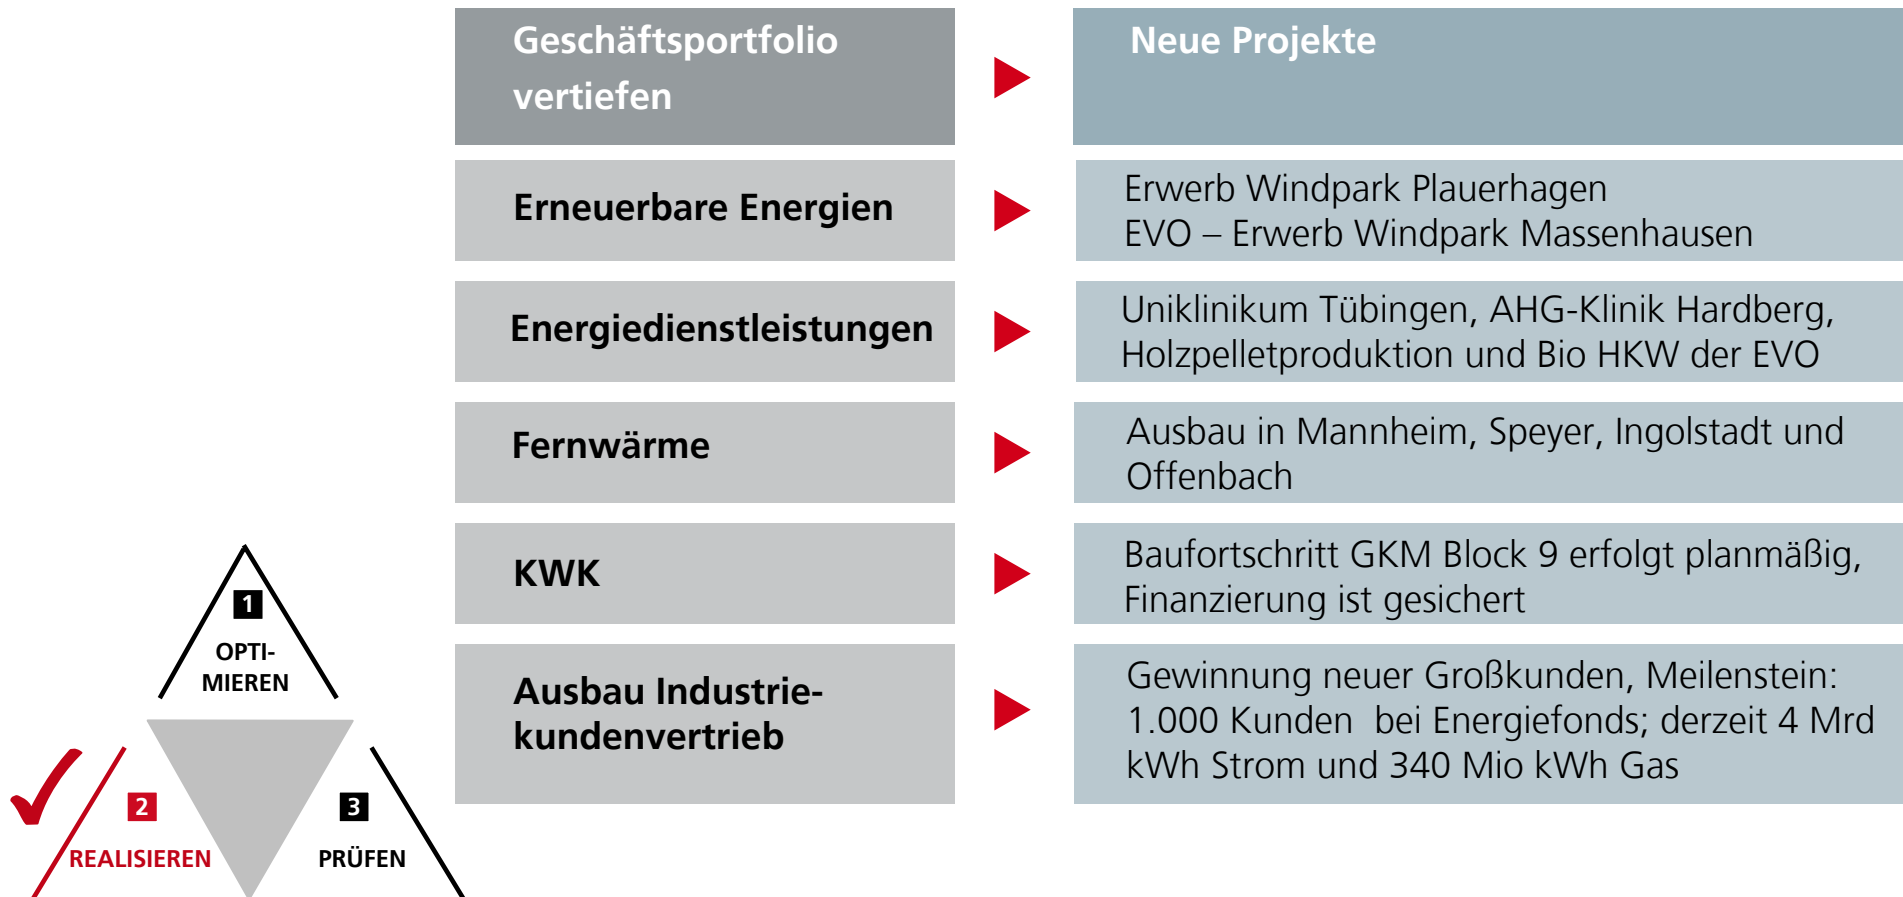 Geschäftsportfolio
vertiefen
Neue Projekte
Erneuerbare Energien
Erwerb Windpark Plauerhagen
EVO – Erwerb Windpark Massenhausen
Energiedienstleistungen
Uniklinikum Tübingen, AHG-Klinik Hardberg,
Holzpelletproduktion und Bio HKW der EVO
Fernwärme
Ausbau in Mannheim, Speyer, Ingolstadt und
Offenbach
KWK
Baufortschritt GKM Block 9 erfolgt planmäßig,
Finanzierung ist gesichert
Ausbau Industrie-
kundenvertrieb
Gewinnung neuer Großkunden, Meilenstein:
1.000 Kunden bei Energiefonds; derzeit 4 Mrd
kWh Strom und 340 Mio kWh Gas
1
OPTI-
MIEREN
2
REALISIEREN
3
PRÜFEN